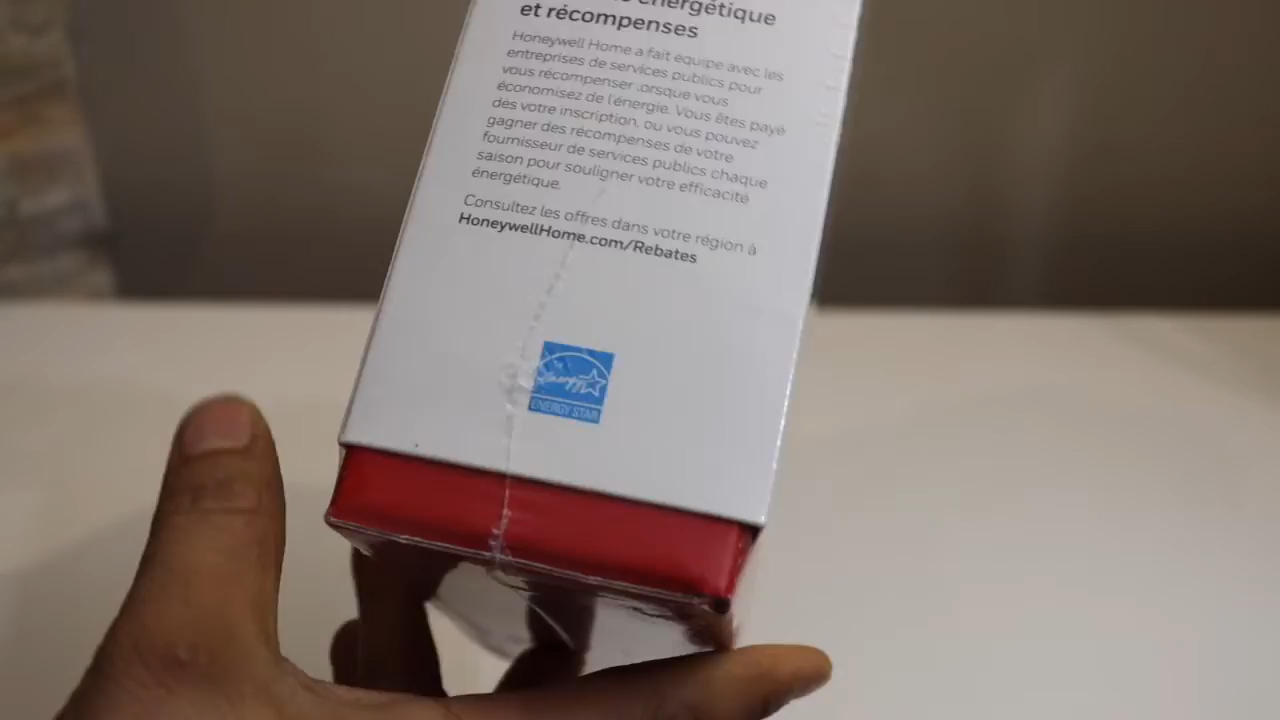 énergétique
et récompenses
Honeywell Home a fait équipe avec les
entreprises de services publics pour
vous récompenser lorsque vous
économisez de l'énergie. Vous êtes payé
dès votre inscription, ou vous pouvez
gagner des récompenses de votre
fournisseur de services publics chaque
saison pour souligner votre efficacité
énergétique.
Consultez les offres dans votre région à
HoneywellHome.com/Rebates
energy
ENERGY STAR